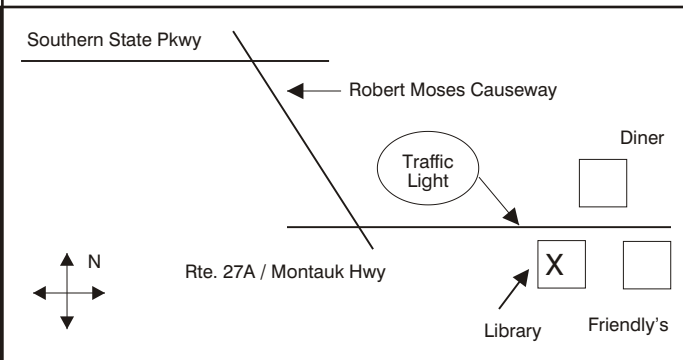 Southern State Pkwy
Robert Moses Causeway
Diner
Traffic
Light
N
Rte. 27A / Montauk Hwy
X
Library
Friendly's